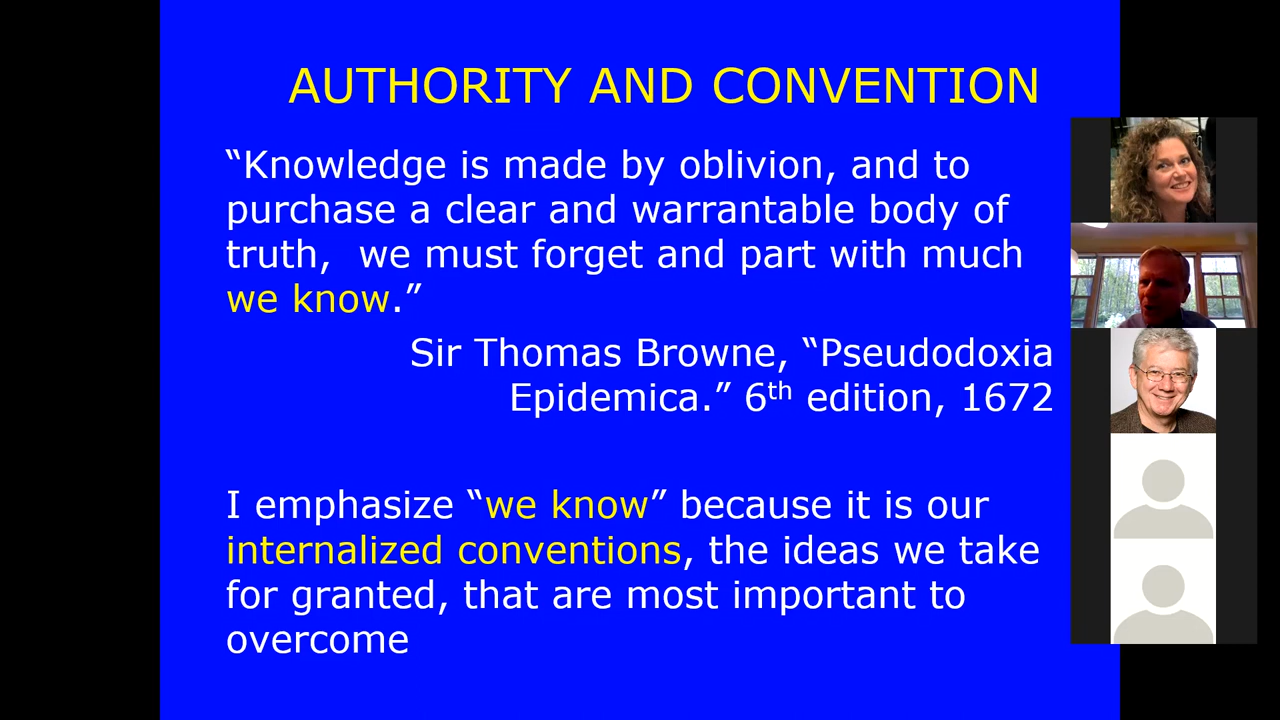 AUTHORITY AND CONVENTION
“Knowledge is made by oblivion, and to
purchase a clear and warrantable body of
truth,  we must forget and part with much
we know.”
Sir Thomas Browne, “Pseudodoxia
Epidemica.” 6th edition, 1672
I emphasize “we know” because it is our
internalized conventions, the ideas we take
for granted, that are most important to
overcome